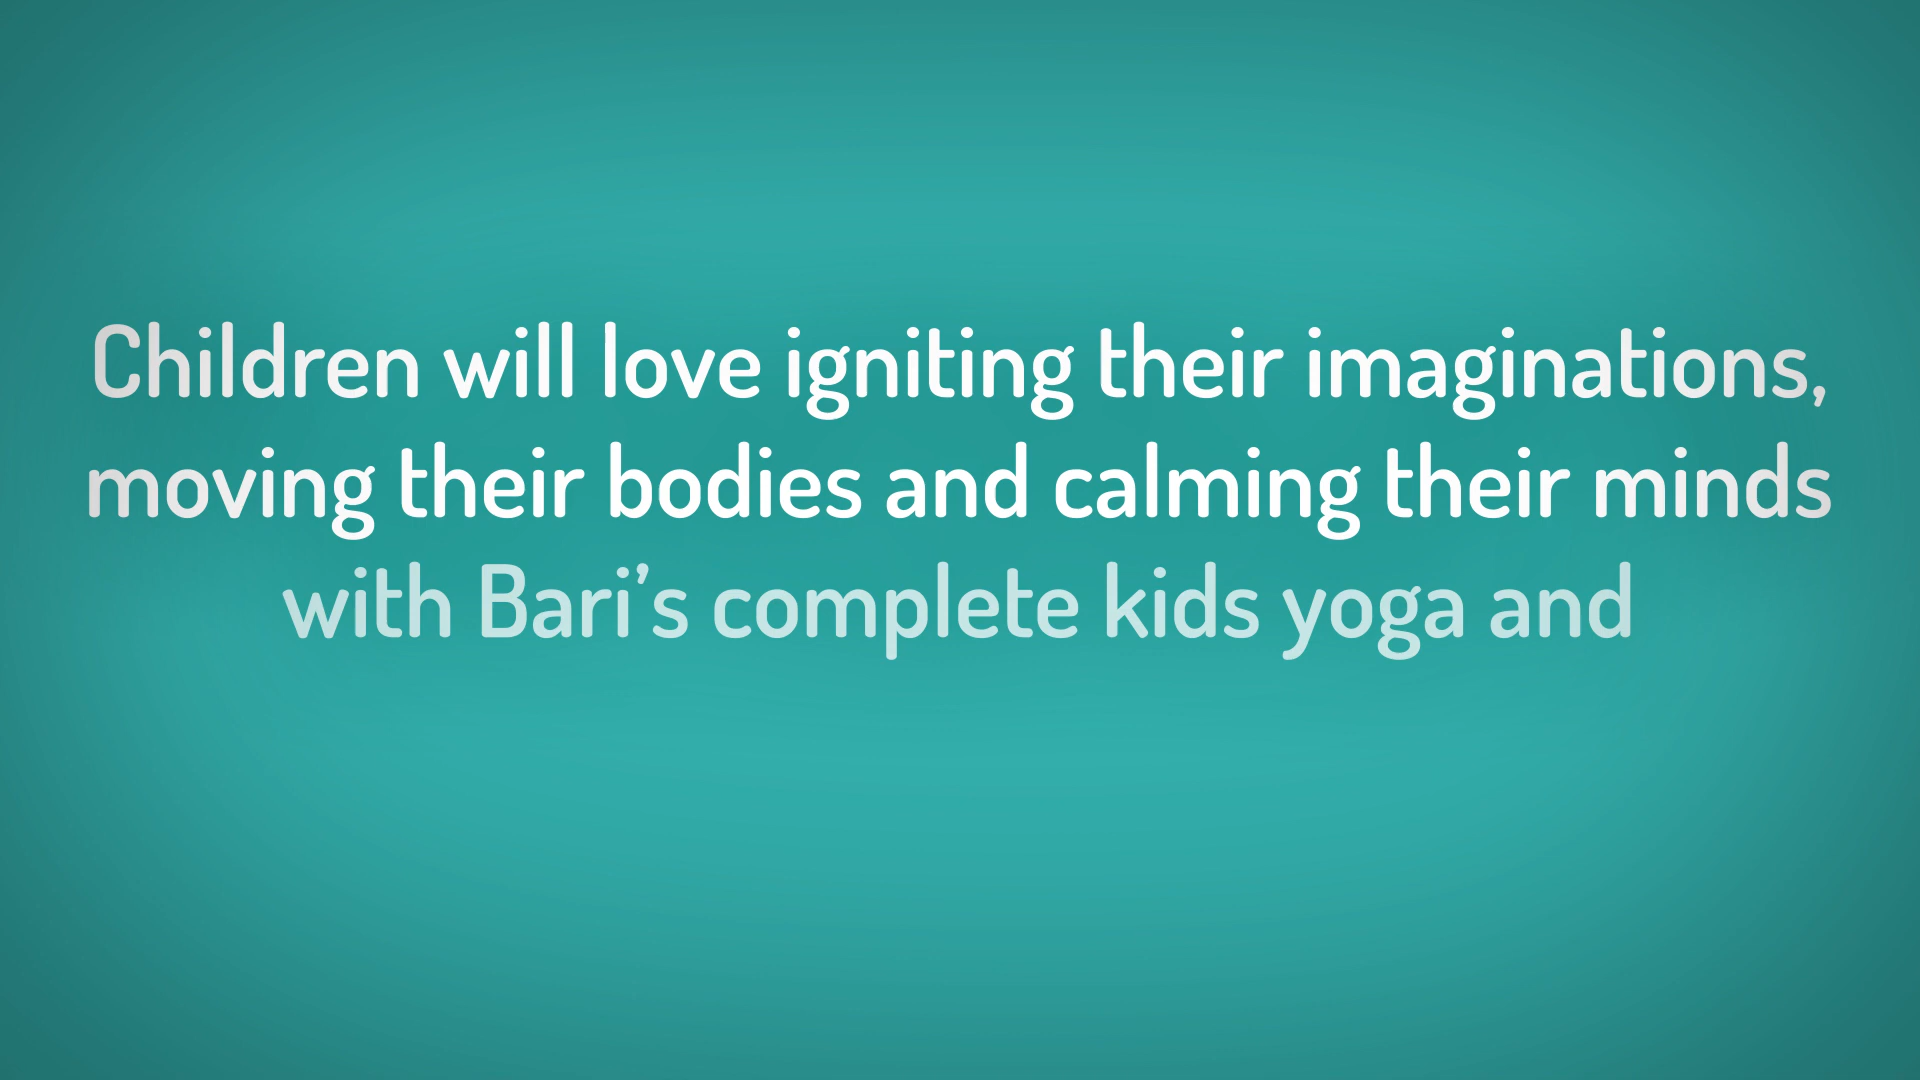 Children will love igniting their imaginations,
moving their bodies and calming their minds
with Bari’s complete kids yoga and